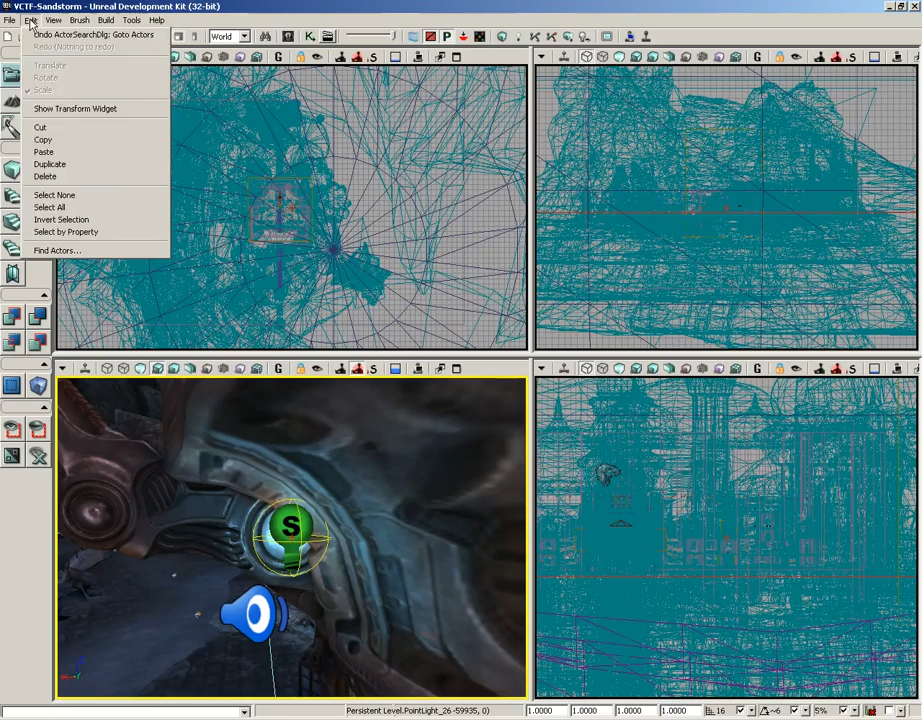 VCTF-Sandstorm - Unreal Development Kit (32-bit)
File Edit View Brush Build Tools Help
World
Undo ActorSearchDlg: Goto Actors
Redo (Nothing to redo)
Translate
Rotate
Scale
Show Transform Widget
Cut
Copy
Paste
Duplicate
Delete
Select None
Select All
Invert Selection
Select by Property
Find Actors...
G
G
S
G
S
G
S
S
Persistent Level.PointLight_26 -59935, 0)
1.0000
1.0000
1.0000
1.0000
16
~6
5%